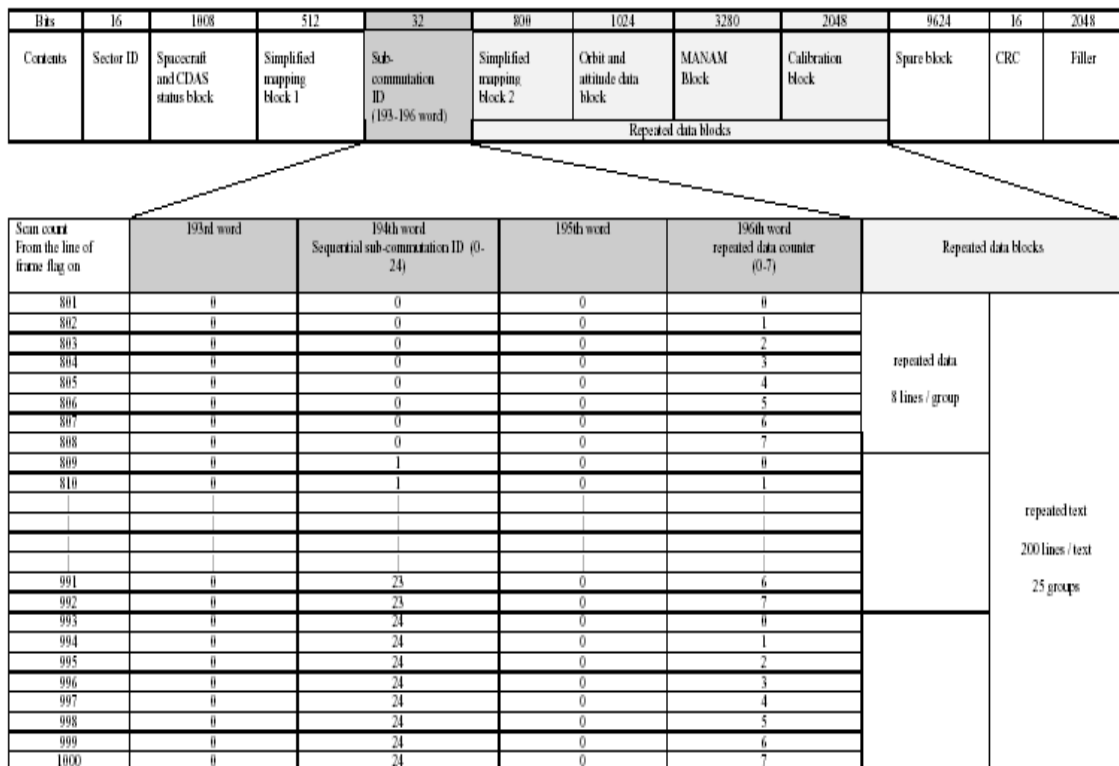 Bits 16 1008 512 32 800 1024 3280 2048 9624 16 2048
Contents Sector ID Spacecraft and CDAS status block Simplified mapping block 1 Sub-commutation ID (193-196 word) Simplified mapping block 2 Orbit and attitude data block MANAM Block Calibration block Spare block CRC Filler
Repeated data blocks
Scan count From the line of frame flag on 193rd word 194th word Sequential sub-commutation ID (0-24) 195th word 196th word repeated data counter (0-7) Repeated data blocks
801 0 0 0 0
802 0 0 0 1
803 0 0 0 2
804 0 0 0 3
805 0 0 0 4
806 0 0 0 5
807 0 0 0 6
808 0 0 0 7
repeated data
8 lines / group
809 0 1 0 0
810 0 1 0 1
| | | | |
| | | | |
| | | | |
| | | | |
991 0 23 0 6
992 0 23 0 7
993 0 24 0 0
994 0 24 0 1
995 0 24 0 2
996 0 24 0 3
997 0 24 0 4
998 0 24 0 5
999 0 24 0 6
1000 0 24 0 7
repeated text
200 lines / text
25 groups